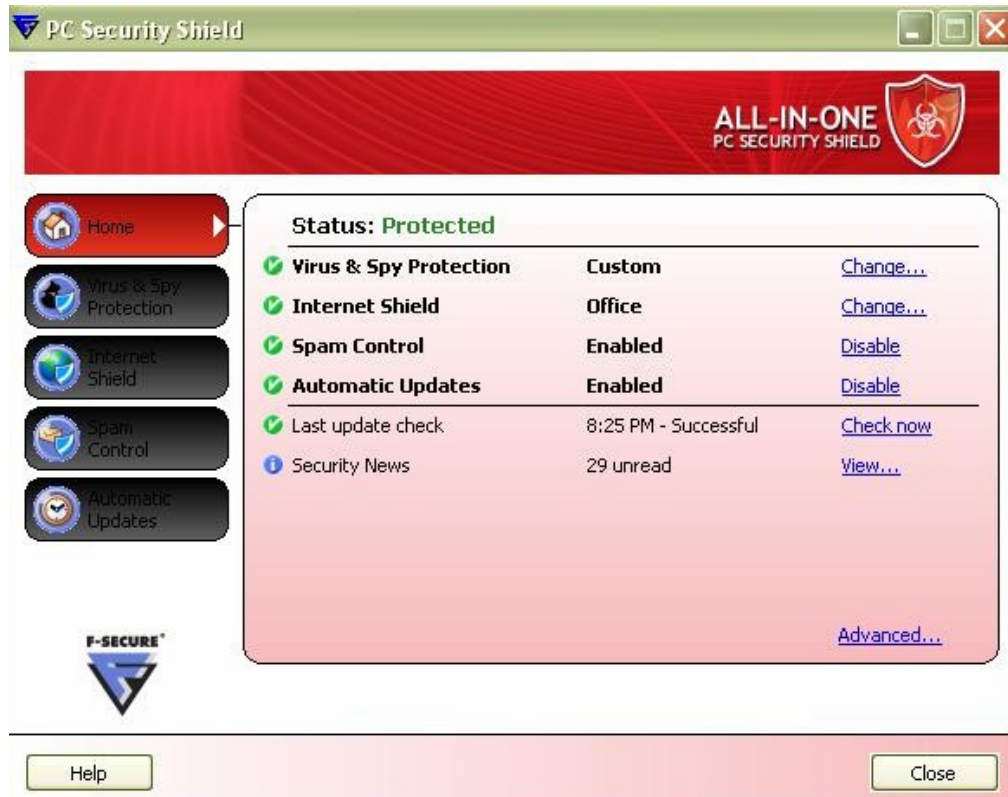 PC Security Shield
ALL-IN-ONE
PC SECURITY SHIELD
Home
Virus & Spy
Protection
Internet
Shield
Spam
Control
Automatic
Updates
Status: Protected
Virus & Spy Protection Custom Change...
Internet Shield Office Change...
Spam Control Enabled Disable
Automatic Updates Enabled Disable
Last update check 8:25 PM - Successful Check now
Security News 29 unread View...
Advanced...
F-SECURE
Help
Close